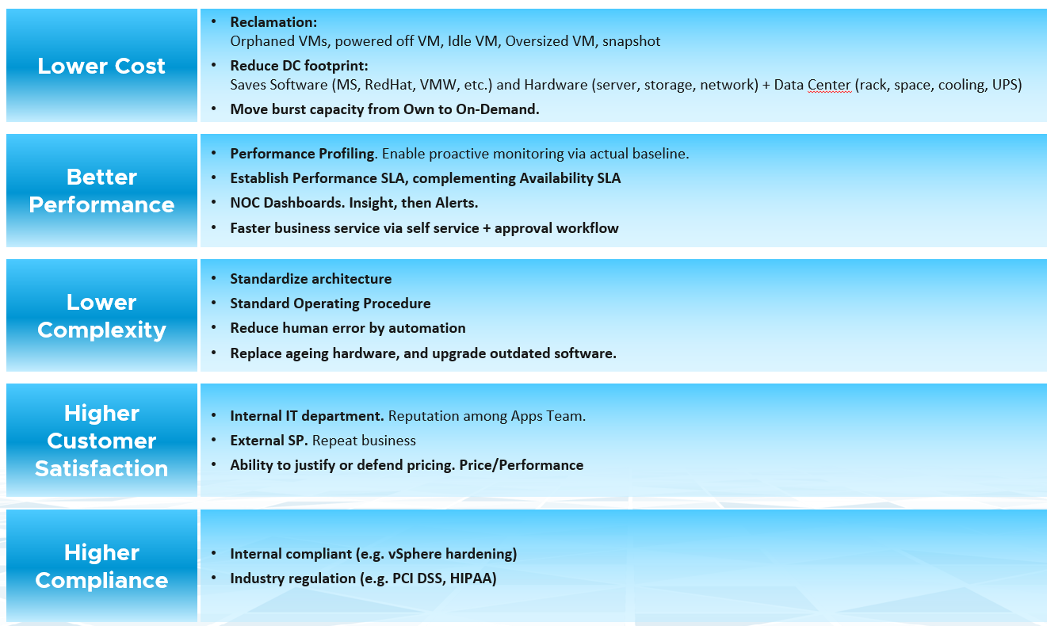 Lower Cost
• Reclamation:
Orphaned VMs, powered off VM, Idle VM, Oversized VM, snapshot
• Reduce DC footprint:
Saves Software (MS, RedHat, VMW, etc.) and Hardware (server, storage, network) + Data Center (rack, space, cooling, UPS)
• Move burst capacity from Own to On-Demand.
Better
Performance
• Performance Profiling. Enable proactive monitoring via actual baseline.
• Establish Performance SLA, complementing Availability SLA
• NOC Dashboards. Insight, then Alerts.
• Faster business service via self service + approval workflow
Lower
Complexity
• Standardize architecture
• Standard Operating Procedure
• Reduce human error by automation
• Replace ageing hardware, and upgrade outdated software.
Higher
Customer
Satisfaction
• Internal IT department. Reputation among Apps Team.
• External SP. Repeat business
• Ability to justify or defend pricing. Price/Performance
Higher
Compliance
• Internal compliant (e.g. vSphere hardening)
• Industry regulation (e.g. PCI DSS, HIPAA)